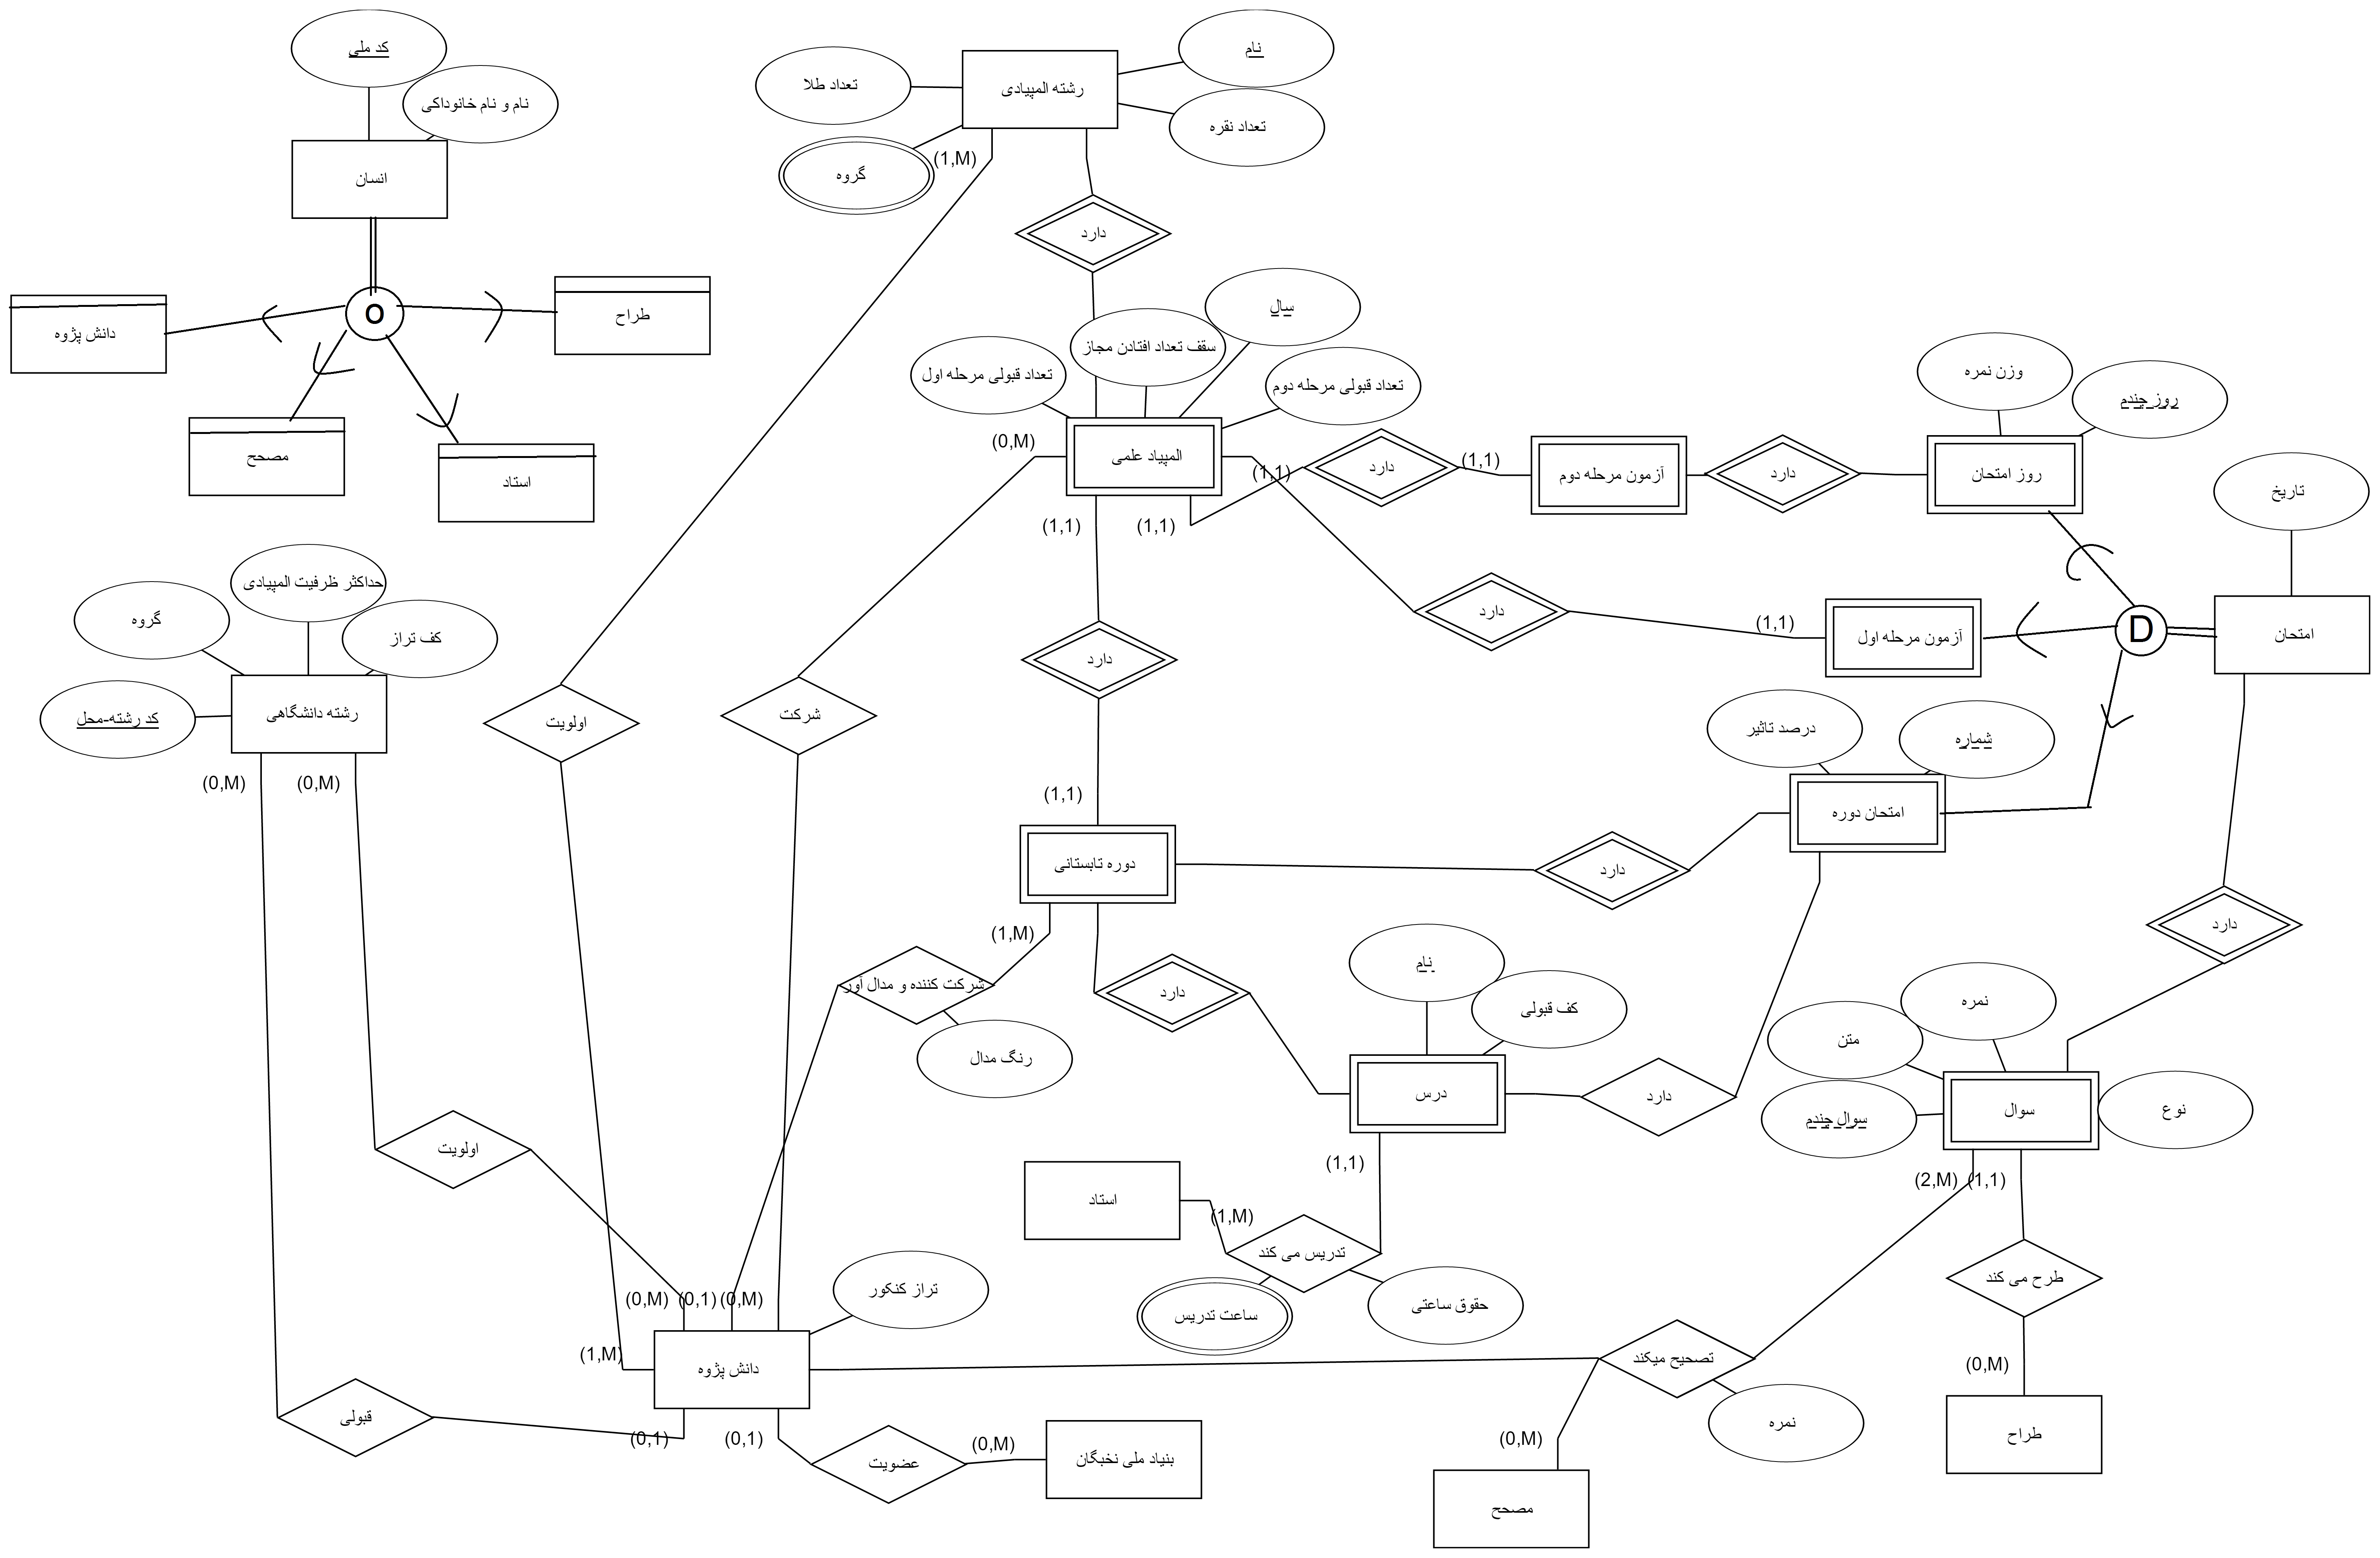 کد ملی
نام و نام خانوداکی
انسان
O
دانش پژوه
طراح
مصحح
استاد
رشته المپیادی
نام
تعداد طلا
تعداد نقره
گروه
(1,M)
دارد
سال
سقف تعداد افتادن مجاز
تعداد قبولی مرحله اول
تعداد قبولی مرحله دوم
المپیاد علمی
(0,M)
(1,1)
(1,1)
(1,1)
دارد
(1,1)
آزمون مرحله دوم
دارد
روز امتحان
وزن نمره
روز چندم
تاریخ
امتحان
D
دارد
(1,1)
آزمون مرحله اول
حداکثر ظرفیت المپیادی
گروه
کف تراز
کد رشته-محل
رشته دانشگاهی
(0,M)
(0,M)
اولویت
شرکت
دارد
(1,1)
دوره تابستانی
(1,M)
درصد تاثیر
شماره
امتحان دوره
دارد
دارد
شرکت کننده و مدال آور
رنگ مدال
دارد
نام
کف قبولی
درس
دارد
(1,1)
نمره
متن
سوال چندم
نوع
سوال
(2,M)
(1,1)
اولویت
استاد
(1,M)
تدریس می کند
ساعت تدریس
حقوق ساعتی
طرح می کند
(0,M)
طراح
(0,M)
(0,1)
(0,M)
تراز کنکور
(1,M)
دانش پژوه
تصحیح میکند
نمره
(0,M)
مصحح
قبولی
(0,1)
(0,1)
عضویت
(0,M)
بنیاد ملی نخبگان